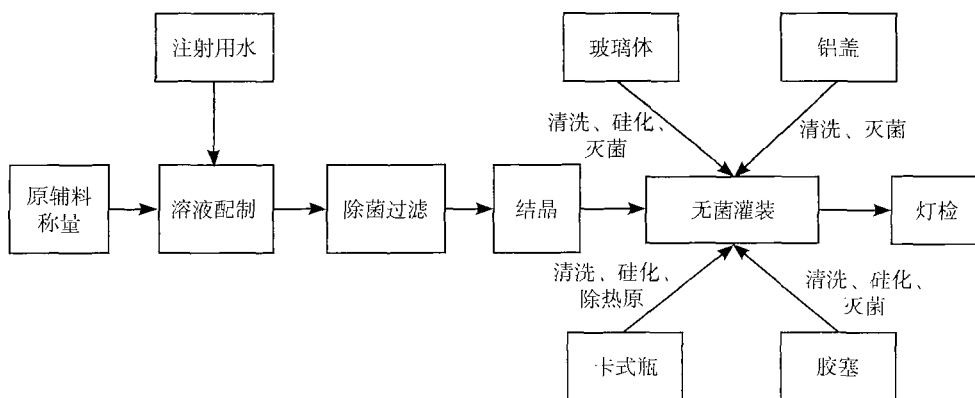 注射用水
玻璃体
铝盖
清洗、硅化、
灭菌
清洗、灭菌
原辅料
称量
溶液配制
除菌过滤
结晶
无菌灌装
灯检
清洗、硅化、
除热原
清洗、硅化、
灭菌
卡式瓶
胶塞